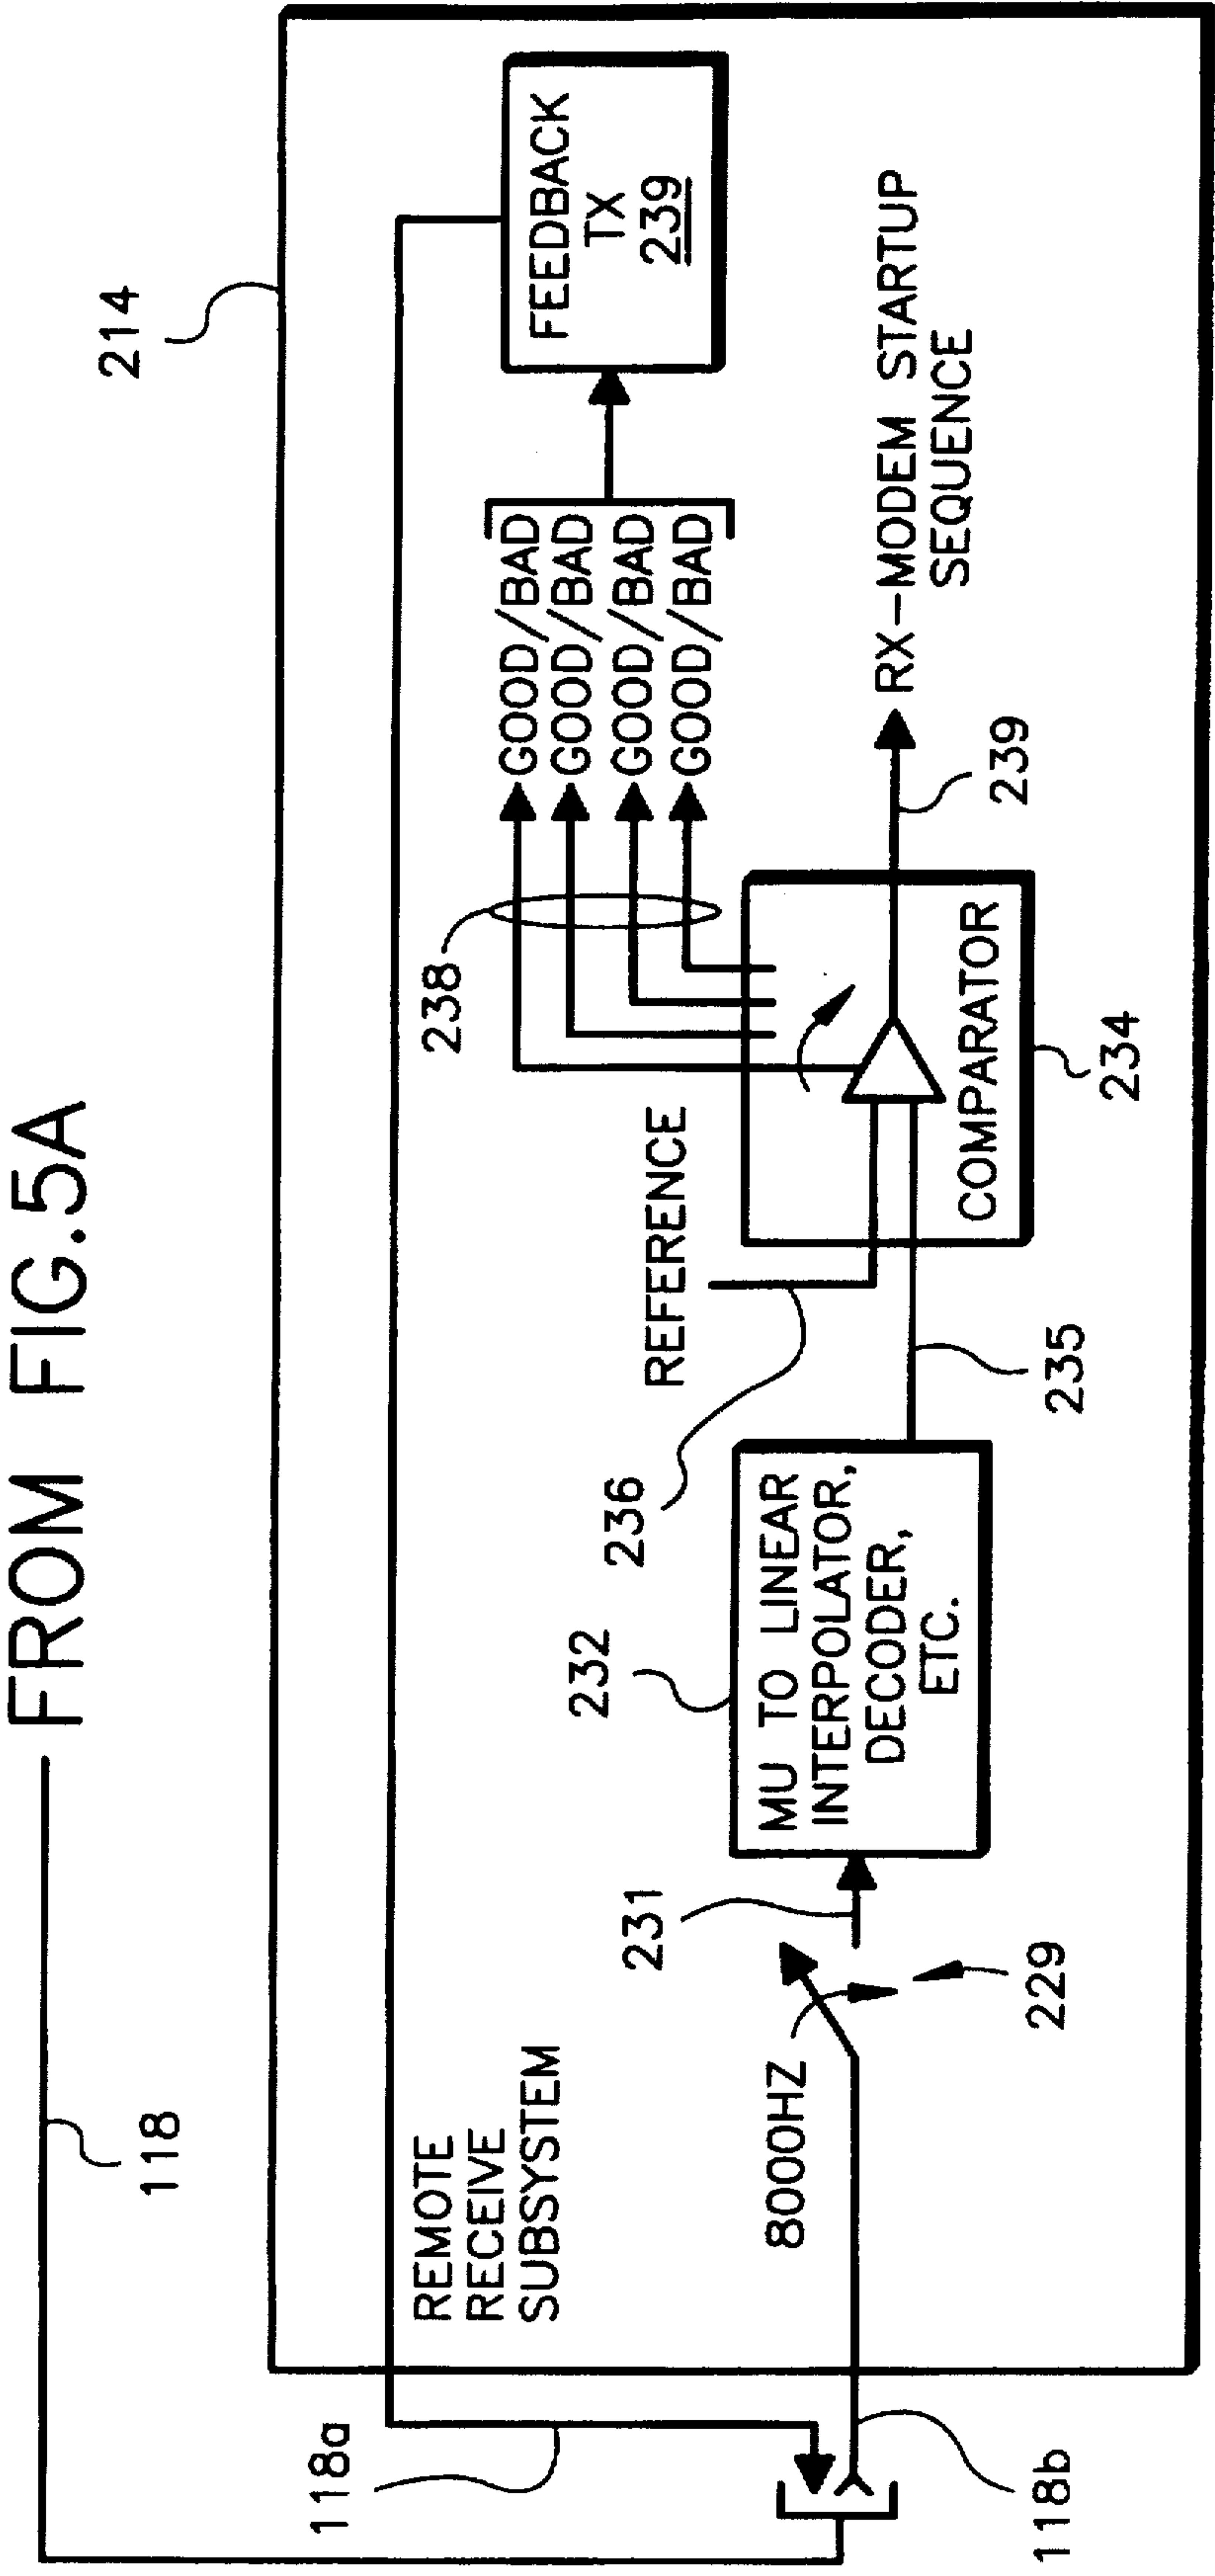 FROM FIG.5A
118
214
118a
118b
REMOTE
RECEIVE
SUBSYSTEM
8000HZ
229
231
232
MU TO LINEAR
INTERPOLATOR,
DECODER,
ETC.
235
236
REFERENCE
COMPARATOR
234
238
GOOD/BAD
GOOD/BAD
GOOD/BAD
GOOD/BAD
239
RX-MODEM STARTUP
SEQUENCE
FEEDBACK
TX
239